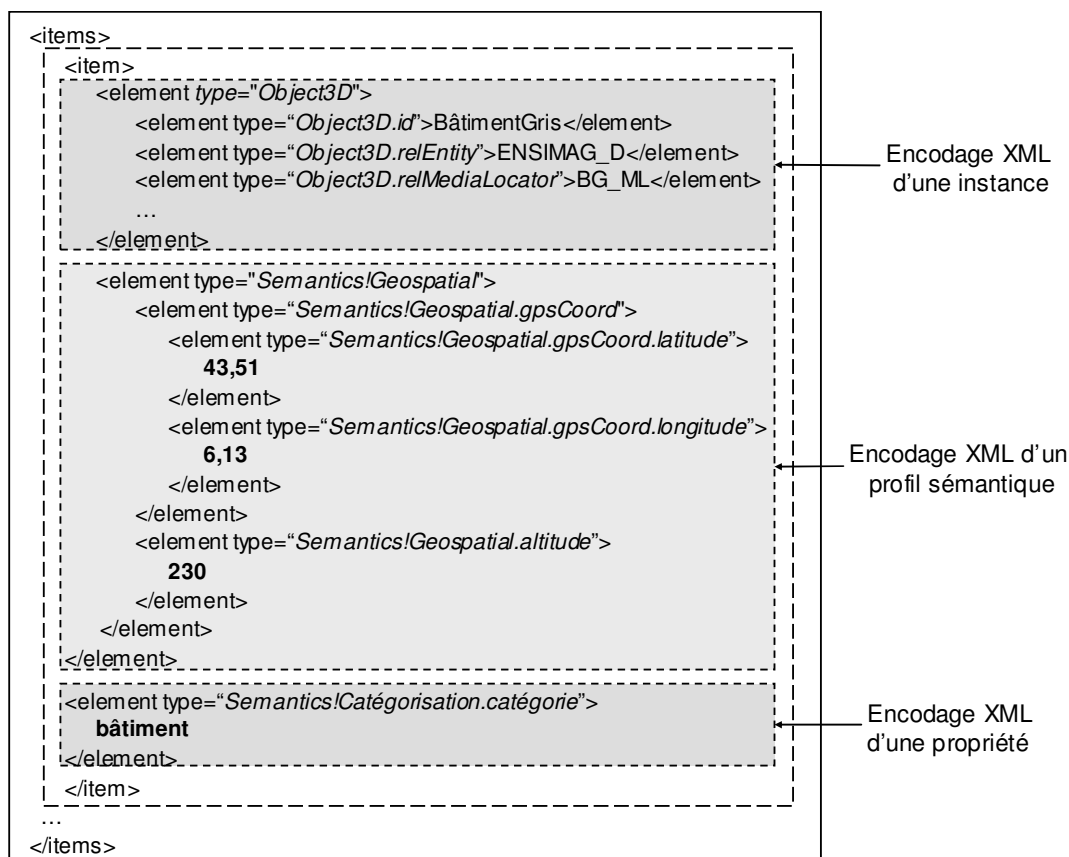 <items>
<item>
<element type="Object3D">
<element type=“Object3D.id”>BâtimentGris</element>
<element type=“Object3D.relEntity”>ENSIMAG_D</element>
<element type=“Object3D.relMediaLocator”>BG_ML</element>
…
</element>
Encodage XML
d’une instance
<element type="Semantics!Geospatial">
<element type=“Semantics!Geospatial.gpsCoord">
<element type=“Semantics!Geospatial.gpsCoord.latitude”>
43,51
</element>
<element type=“Semantics!Geospatial.gpsCoord.longitude”>
6,13
</element>
</element>
<element type=“Semantics!Geospatial.altitude”>
230
</element>
</element>
</element>
Encodage XML d’un
profil sémantique
<element type=“Semantics!Catégorisation.catégorie”>
bâtiment
</element>
Encodage XML
d’une propriété
</item>
…
</items>